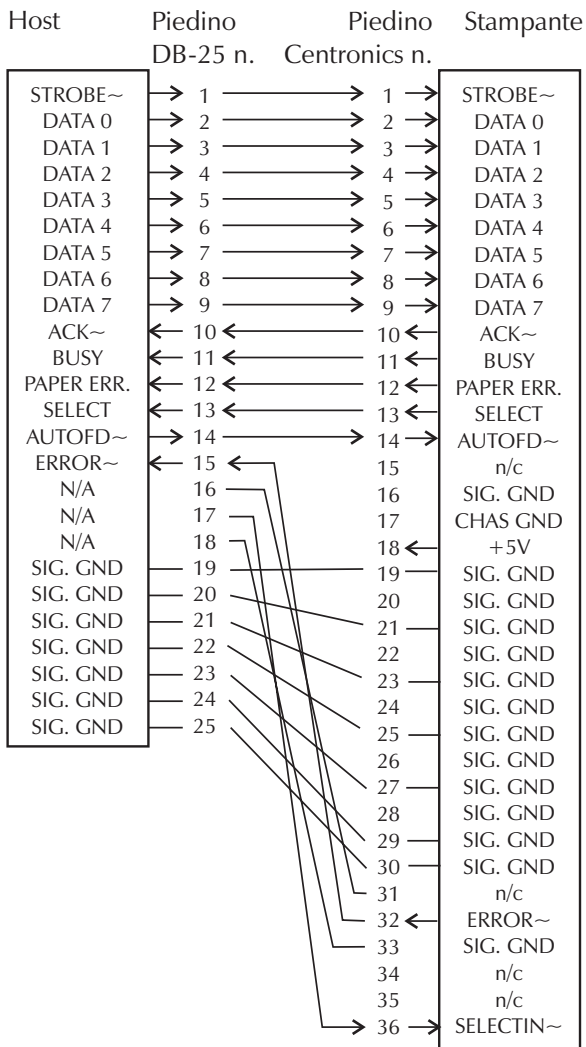 Host Piedino Piedino Stampante
DB-25 n. Centronics n.
STROBE~ 1 1 STROBE~
DATA 0 2 2 DATA 0
DATA 1 3 3 DATA 1
DATA 2 4 4 DATA 2
DATA 3 5 5 DATA 3
DATA 4 6 6 DATA 4
DATA 5 7 7 DATA 5
DATA 6 8 8 DATA 6
DATA 7 9 9 DATA 7
ACK~ 10 10 ACK~
BUSY 11 11 BUSY
PAPER ERR. 12 12 PAPER ERR.
SELECT 13 13 SELECT
AUTOFD~ 14 14 AUTOFD~
ERROR~ 15 15 n/c
N/A 16 16 SIG. GND
N/A 17 17 CHAS GND
N/A 18 18 +5V
SIG. GND 19 19 SIG. GND
SIG. GND 20 20 SIG. GND
SIG. GND 21 21 SIG. GND
SIG. GND 22 22 SIG. GND
SIG. GND 23 23 SIG. GND
SIG. GND 24 24 SIG. GND
SIG. GND 25 25 SIG. GND
26 SIG. GND
27 SIG. GND
28 SIG. GND
29 SIG. GND
30 SIG. GND
31 n/c
32 ERROR~
33 SIG. GND
34 n/c
35 n/c
36 SELECTIN~